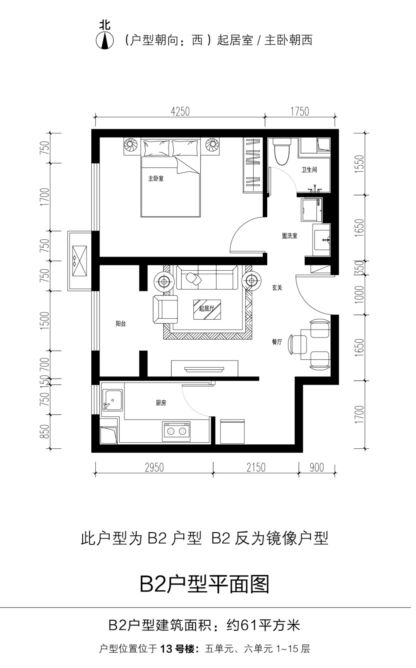 北
（户型朝向：西）起居室 / 主卧朝西
4250 1750
750
1700
750
750
1500
700
150
750
850
1550
1650
350
1000
1650
1700
主卧室
卫生间
盥洗室
玄关
起居厅
阳台
餐厅
厨房
2950 2150 900
此户型为 B2 户型 B2 反为镜像户型
B2户型平面图
B2户型建筑面积：约61平方米
户型位置位于 13 号楼：五单元、六单元 1~15 层